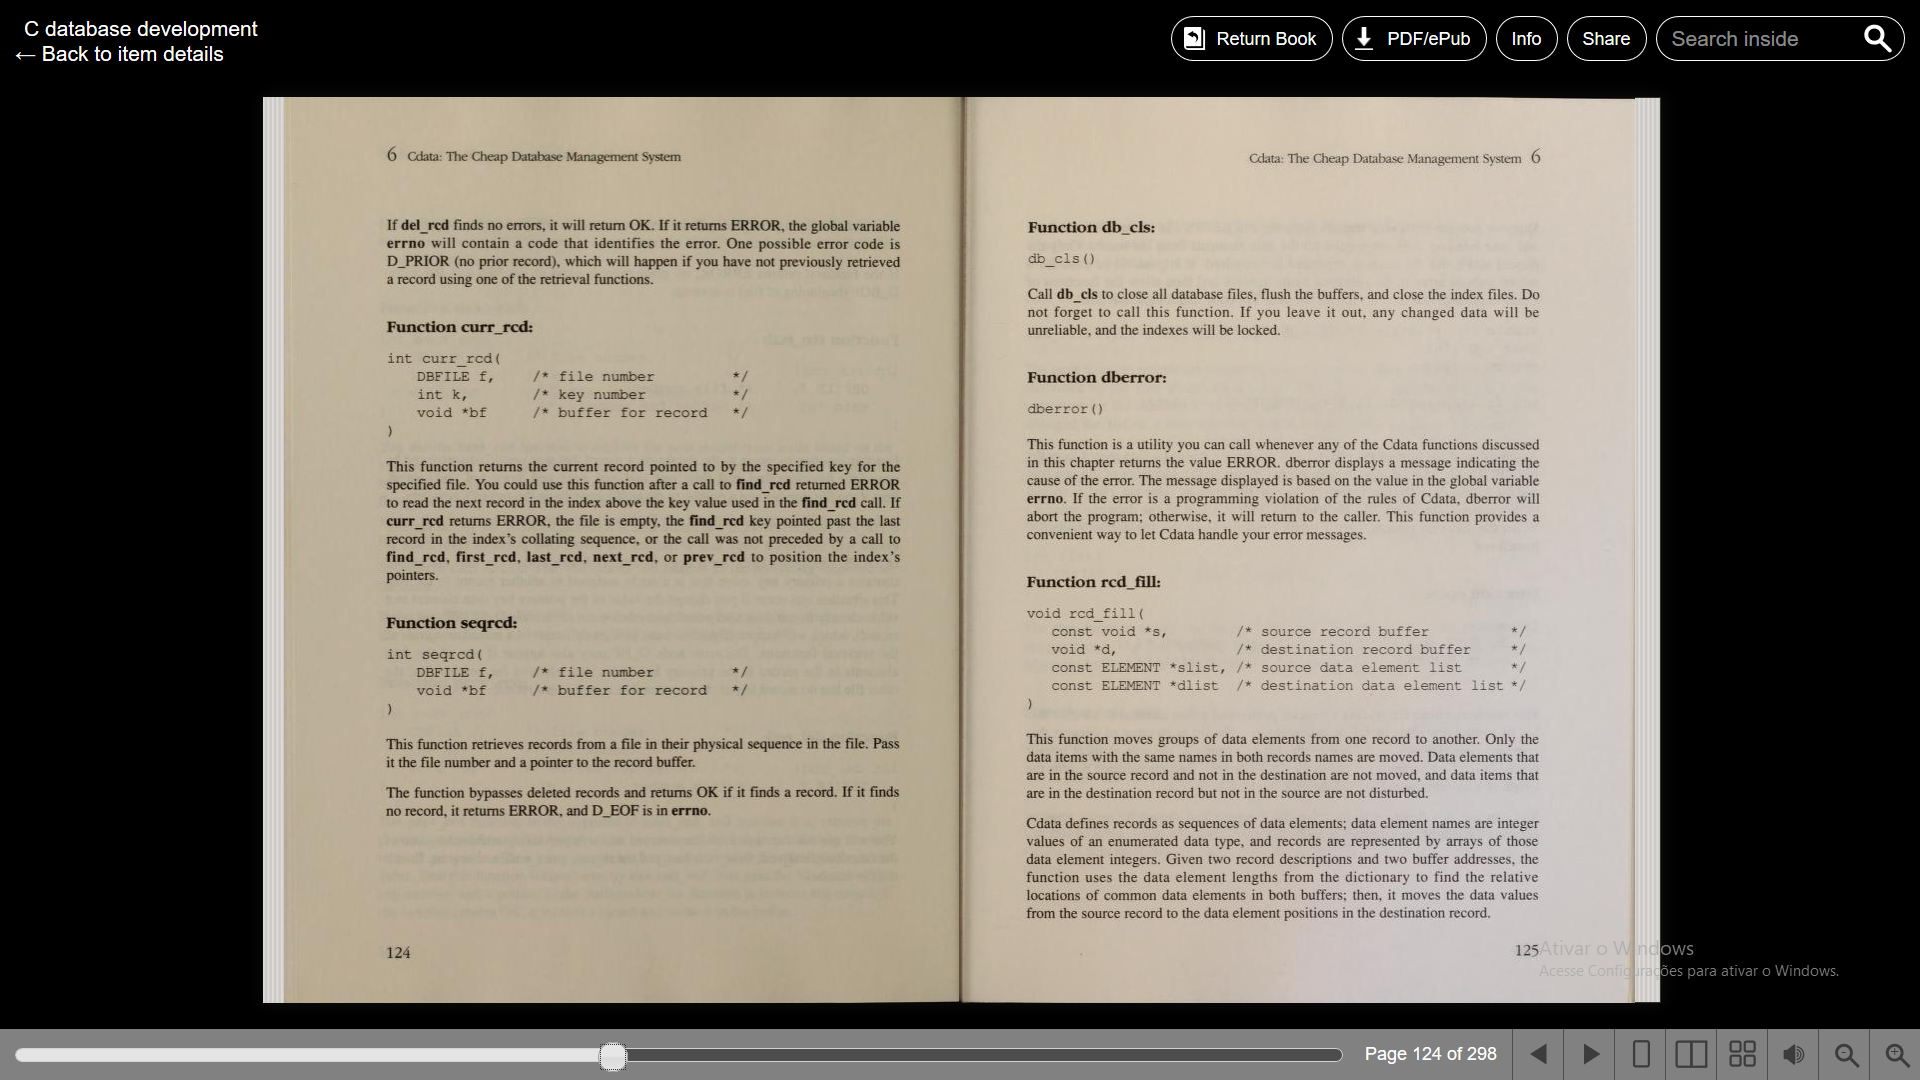 C database development
← Back to item details
Return Book
PDF/ePub
Info
Share
Search inside
6 Cdata: The Cheap Database Management System
If del_rcd finds no errors, it will return OK. If it returns ERROR, the global variable
errno will contain a code that identifies the error. One possible error code is
D_PRIOR (no prior record), which will happen if you have not previously retrieved
a record using one of the retrieval functions.
Function curr_rcd:
int curr_rcd(
DBFILE f, /* file number */
int k, /* key number */
void *bf /* buffer for record */
)
This function returns the current record pointed to by the specified key for the
specified file. You could use this function after a call to find_rcd returned ERROR
to read the next record in the index above the key value used in the find_rcd call. If
curr_rcd returns ERROR, the file is empty, the find_rcd key pointed past the last
record in the index's collating sequence, or the call was not preceded by a call to
find_rcd, first_rcd, last_rcd, next_rcd, or prev_rcd to position the index's
pointers.
Function seqrcd:
int seqrcd(
DBFILE f, /* file number */
void *bf /* buffer for record */
)
This function retrieves records from a file in their physical sequence in the file. Pass
it the file number and a pointer to the record buffer.
The function bypasses deleted records and returns OK if it finds a record. If it finds
no record, it returns ERROR, and D_EOF is in errno.
124
Cdata: The Cheap Database Management System 6
Function db_cls:
db_cls()
Call db_cls to close all database files, flush the buffers, and close the index files. Do
not forget to call this function. If you leave it out, any changed data will be
unreliable, and the indexes will be locked.
Function dberror:
dberror()
This function is a utility you can call whenever any of the Cdata functions discussed
in this chapter returns the value ERROR. dberror displays a message indicating the
cause of the error. The message displayed is based on the value in the global variable
errno. If the error is a programming violation of the rules of Cdata, dberror will
abort the program; otherwise, it will return to the caller. This function provides a
convenient way to let Cdata handle your error messages.
Function rcd_fill:
void rcd_fill(
const void *s, /* source record buffer */
void *d, /* destination record buffer */
const ELEMENT *slist, /* source data element list */
const ELEMENT *dlist /* destination data element list */
)
This function moves groups of data elements from one record to another. Only the
data items with the same names in both records names are moved. Data elements that
are in the source record and not in the destination are not moved, and data items that
are in the destination record but not in the source are not disturbed.
Cdata defines records as sequences of data elements; data element names are integer
values of an enumerated data type, and records are represented by arrays of those
data element integers. Given two record descriptions and two buffer addresses, the
function uses the data element lengths from the dictionary to find the relative
locations of common data elements in both buffers; then, it moves the data values
from the source record to the data element positions in the destination record.
125
Ativar o Windows
Acesse Configurações para ativar o Windows.
Page 124 of 298